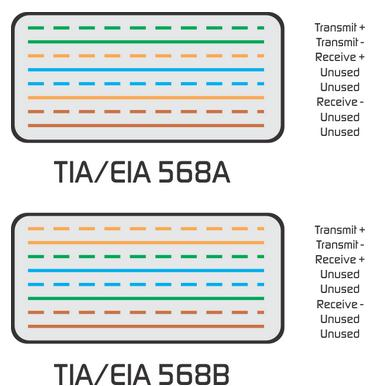 Transmit +
Transmit -
Receive +
Unused
Unused
Receive -
Unused
Unused
TIA/EIA 568A
Transmit +
Transmit -
Receive +
Unused
Unused
Receive -
Unused
Unused
TIA/EIA 568B